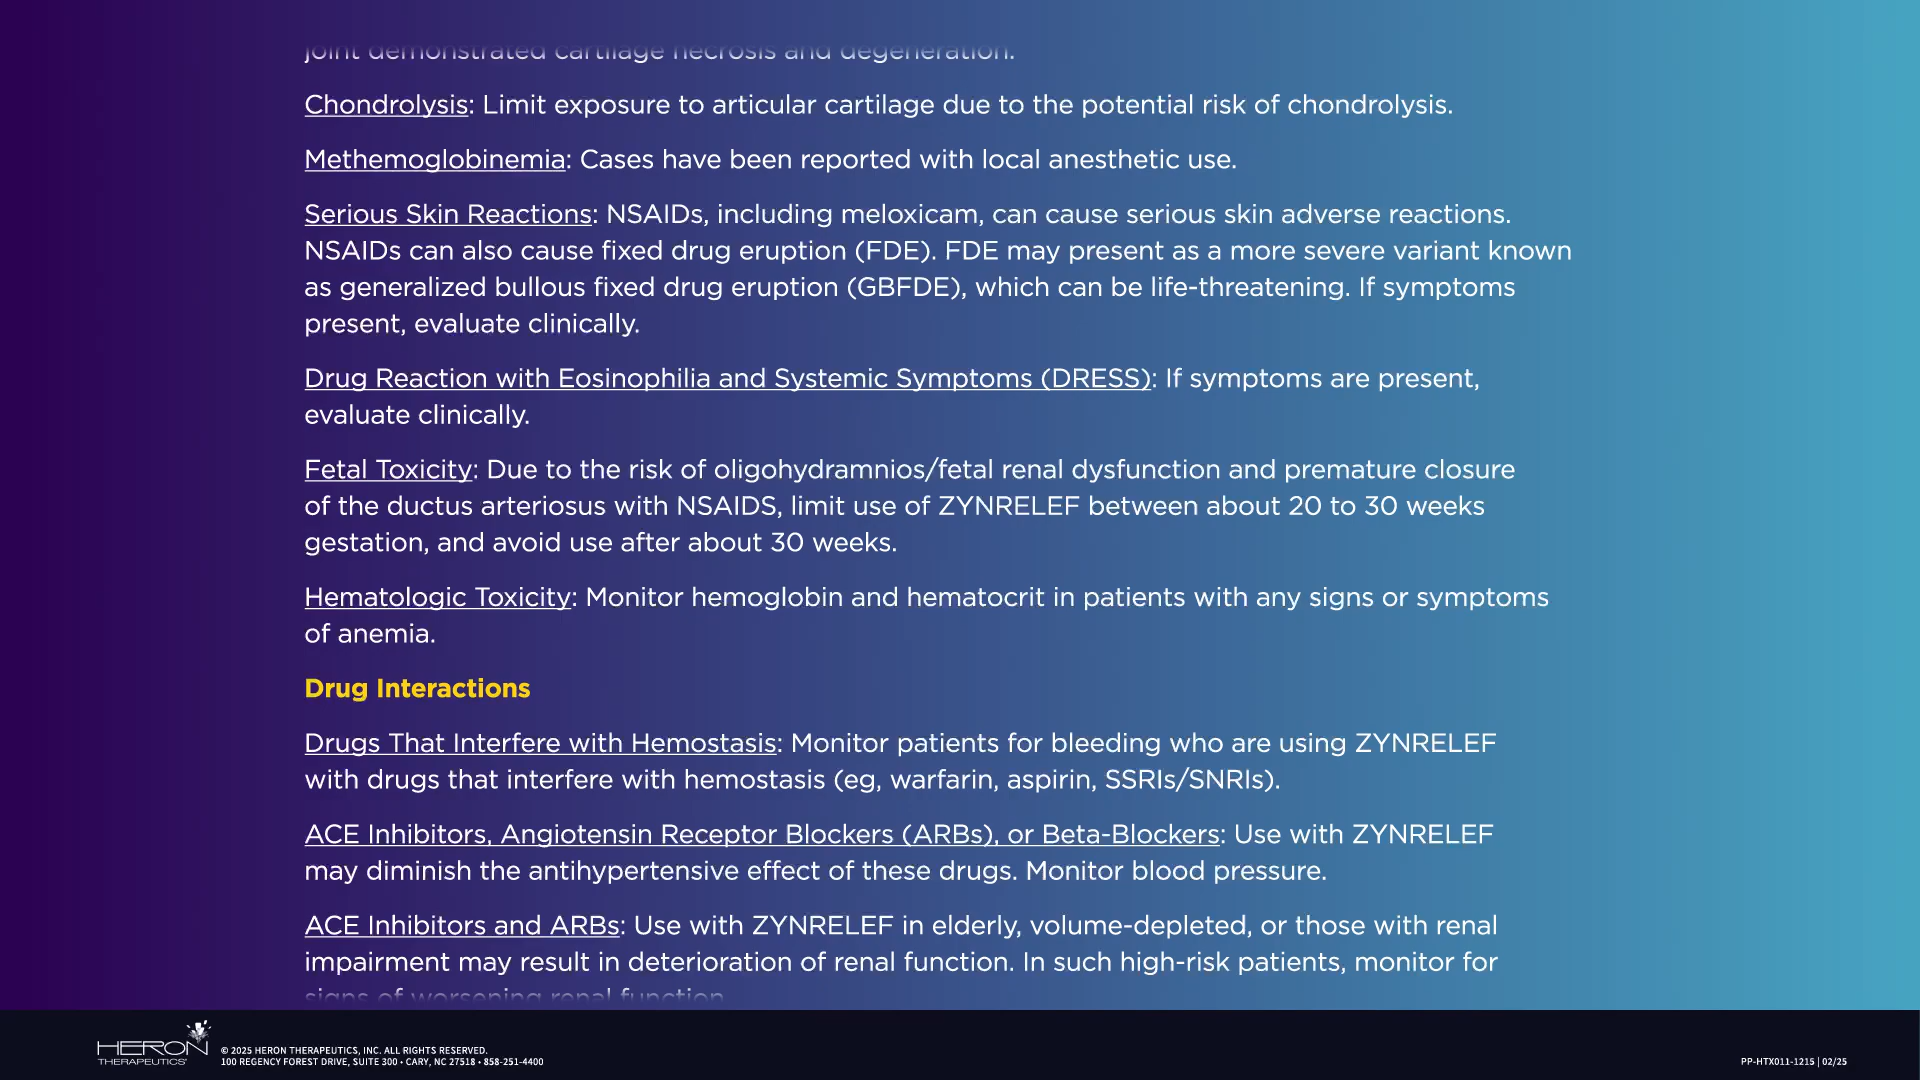 joint demonstrated cartilage necrosis and degeneration.
Chondrolysis: Limit exposure to articular cartilage due to the potential risk of chondrolysis.
Methemoglobinemia: Cases have been reported with local anesthetic use.
Serious Skin Reactions: NSAIDs, including meloxicam, can cause serious skin adverse reactions.
NSAIDs can also cause fixed drug eruption (FDE). FDE may present as a more severe variant known
as generalized bullous fixed drug eruption (GBFDE), which can be life-threatening. If symptoms
present, evaluate clinically.
Drug Reaction with Eosinophilia and Systemic Symptoms (DRESS): If symptoms are present,
evaluate clinically.
Fetal Toxicity: Due to the risk of oligohydramnios/fetal renal dysfunction and premature closure
of the ductus arteriosus with NSAIDS, limit use of ZYNRELEF between about 20 to 30 weeks
gestation, and avoid use after about 30 weeks.
Hematologic Toxicity: Monitor hemoglobin and hematocrit in patients with any signs or symptoms
of anemia.
Drug Interactions
Drugs That Interfere with Hemostasis: Monitor patients for bleeding who are using ZYNRELEF
with drugs that interfere with hemostasis (eg, warfarin, aspirin, SSRIs/SNRIs).
ACE Inhibitors, Angiotensin Receptor Blockers (ARBs), or Beta-Blockers: Use with ZYNRELEF
may diminish the antihypertensive effect of these drugs. Monitor blood pressure.
ACE Inhibitors and ARBs: Use with ZYNRELEF in elderly, volume-depleted, or those with renal
impairment may result in deterioration of renal function. In such high-risk patients, monitor for
signs of worsening renal function.
HERON
THERAPEUTICS
© 2025 HERON THERAPEUTICS, INC. ALL RIGHTS RESERVED.
100 REGENCY FOREST DRIVE, SUITE 300 • CARY, NC 27518 • 858-251-4400
PP-HTX011-1215 | 02/25